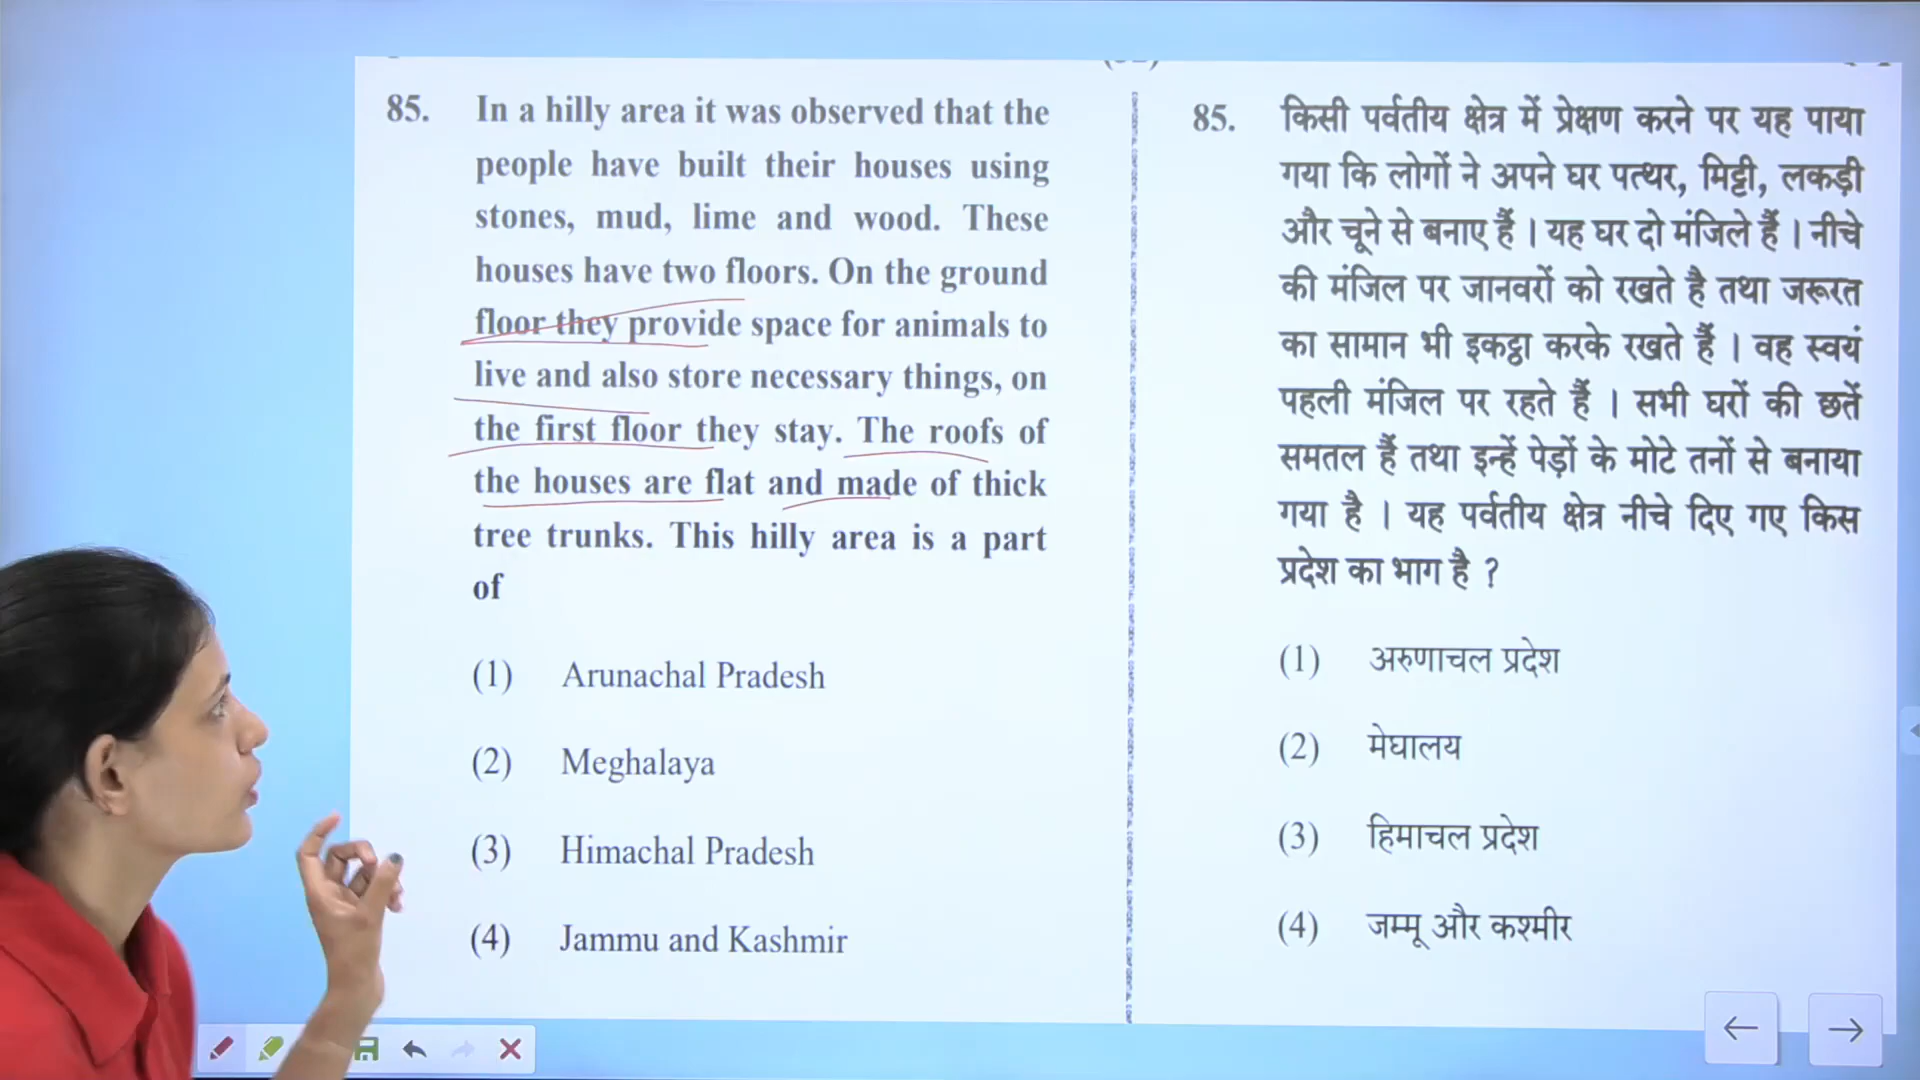 85. In a hilly area it was observed that the
people have built their houses using
stones, mud, lime and wood. These
houses have two floors. On the ground
floor they provide space for animals to
live and also store necessary things, on
the first floor they stay. The roofs of
the houses are flat and made of thick
tree trunks. This hilly area is a part
of
(1) Arunachal Pradesh
(2) Meghalaya
(3) Himachal Pradesh
(4) Jammu and Kashmir
85. किसी पर्वतीय क्षेत्र में प्रेक्षण करने पर यह पाया
गया कि लोगों ने अपने घर पत्थर, मिट्टी, लकड़ी
और चूने से बनाए हैं । यह घर दो मंजिले हैं । नीचे
की मंजिल पर जानवरों को रखते है तथा जरूरत
का सामान भी इकट्ठा करके रखते हैं । वह स्वयं
पहली मंजिल पर रहते हैं । सभी घरों की छतें
समतल हैं तथा इन्हें पेड़ों के मोटे तनों से बनाया
गया है । यह पर्वतीय क्षेत्र नीचे दिए गए किस
प्रदेश का भाग है ?
(1) अरुणाचल प्रदेश
(2) मेघालय
(3) हिमाचल प्रदेश
(4) जम्मू और कश्मीर